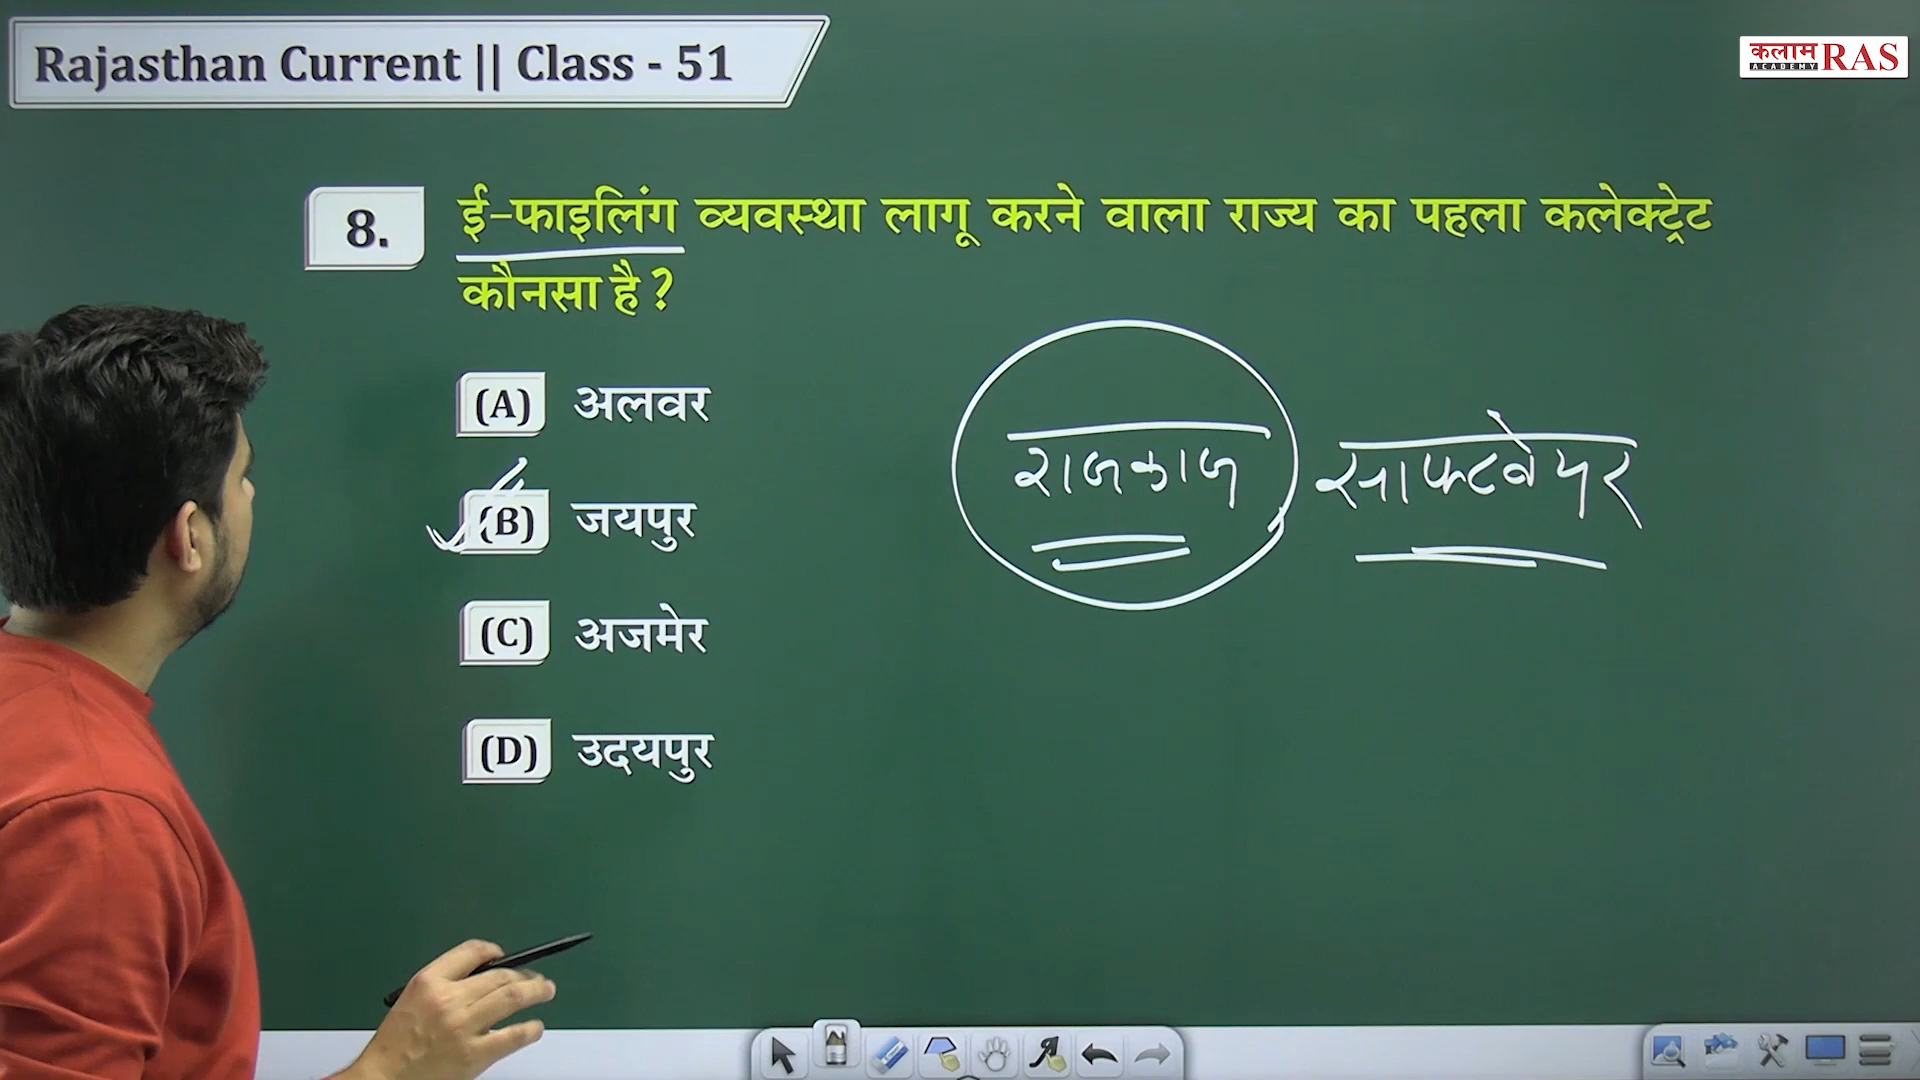 Rajasthan Current || Class - 51
कलाम RAS
ACADEMY
8. ई-फाइलिंग व्यवस्था लागू करने वाला राज्य का पहला कलेक्ट्रेट
कौनसा है ?
(A) अलवर
(B) जयपुर
(C) अजमेर
(D) उदयपुर
राजकाज साफ्टवेयर